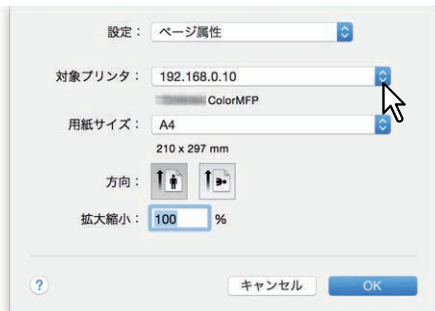 設定： ページ属性
対象プリンタ： 192.168.0.10
ColorMFP
用紙サイズ： A4
210 x 297 mm
方向：
拡大縮小： 100 %
? キャンセル OK